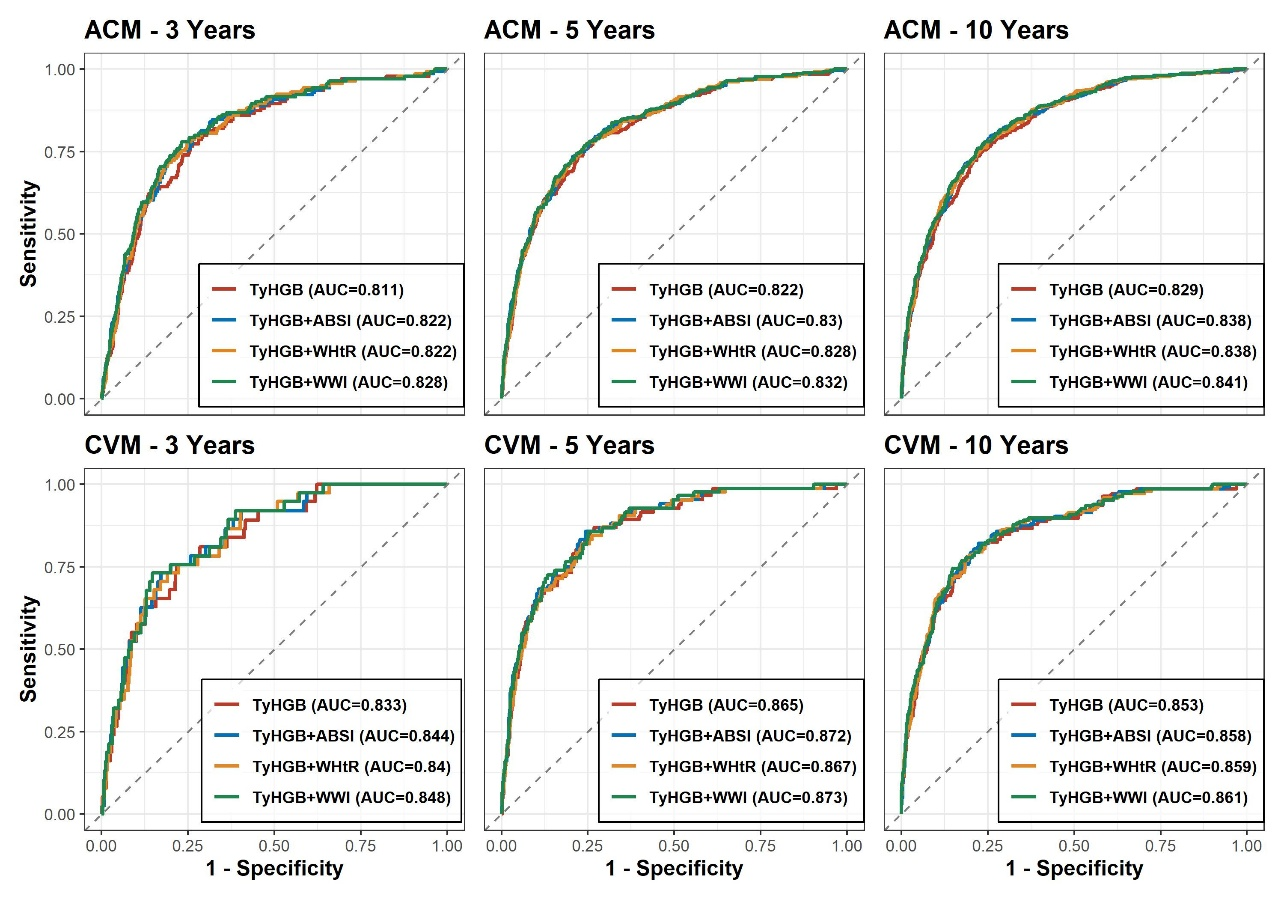 ACM - 3 Years
ACM - 5 Years
ACM - 10 Years
Sensitivity
1.00
0.75
0.50
0.25
0.00
TyHGB (AUC=0.811)
TyHGB+ABSI (AUC=0.822)
TyHGB+WHtR (AUC=0.822)
TyHGB+WWI (AUC=0.828)
TyHGB (AUC=0.822)
TyHGB+ABSI (AUC=0.83)
TyHGB+WHtR (AUC=0.828)
TyHGB+WWI (AUC=0.832)
TyHGB (AUC=0.829)
TyHGB+ABSI (AUC=0.838)
TyHGB+WHtR (AUC=0.838)
TyHGB+WWI (AUC=0.841)
CVM - 3 Years
CVM - 5 Years
CVM - 10 Years
Sensitivity
1.00
0.75
0.50
0.25
0.00
TyHGB (AUC=0.833)
TyHGB+ABSI (AUC=0.844)
TyHGB+WHtR (AUC=0.84)
TyHGB+WWI (AUC=0.848)
TyHGB (AUC=0.865)
TyHGB+ABSI (AUC=0.872)
TyHGB+WHtR (AUC=0.867)
TyHGB+WWI (AUC=0.873)
TyHGB (AUC=0.853)
TyHGB+ABSI (AUC=0.858)
TyHGB+WHtR (AUC=0.859)
TyHGB+WWI (AUC=0.861)
0.00 0.25 0.50 0.75 1.00
0.00 0.25 0.50 0.75 1.00
0.00 0.25 0.50 0.75 1.00
1 - Specificity
1 - Specificity
1 - Specificity